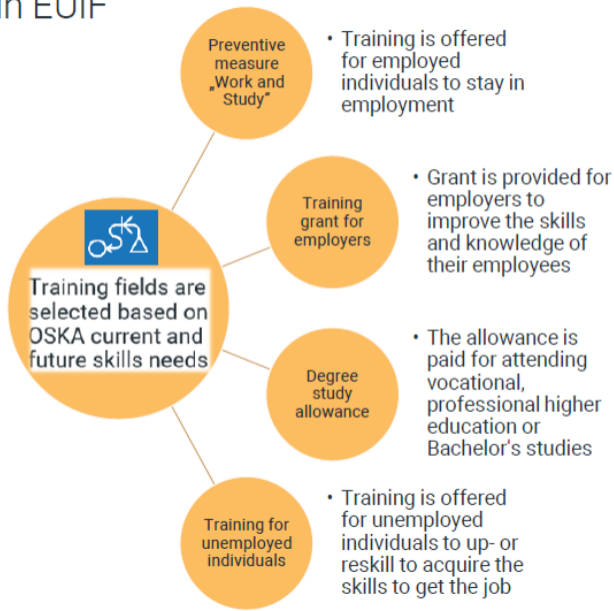 in EUIF
Preventive
measure
„Work and
Study"
• Training is offered
for employed
individuals to stay in
employment
Training
grant for
employers
• Grant is provided for
employers to
improve the skills
and knowledge of
their employees
OSKA
Training fields are
selected based on
OSKA current and
future skills needs
Degree
study
allowance
• The allowance is
paid for attending
vocational,
professional higher
education or
Bachelor's studies
Training for
unemployed
individuals
• Training is offered
for unemployed
individuals to up- or
reskill to acquire the
skills to get the job